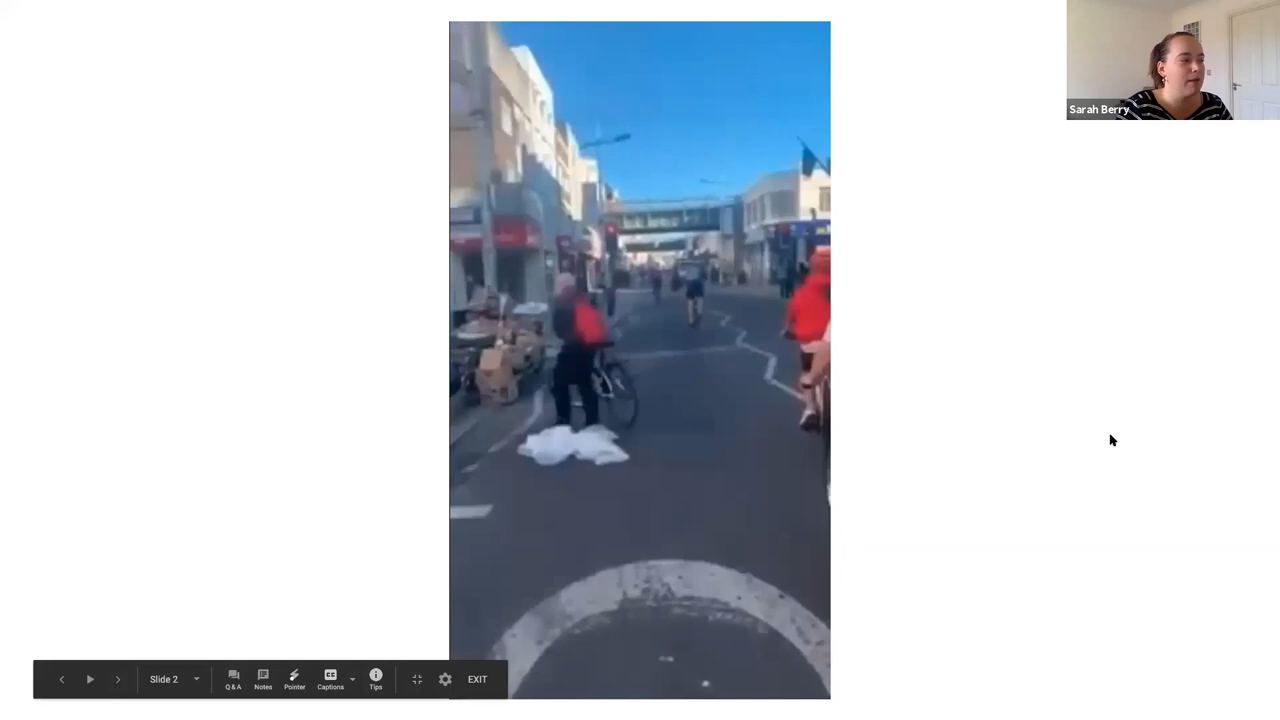 Sarah Berry
Slide 2
Q & A
Notes
Pointer
Captions
Tips
EXIT